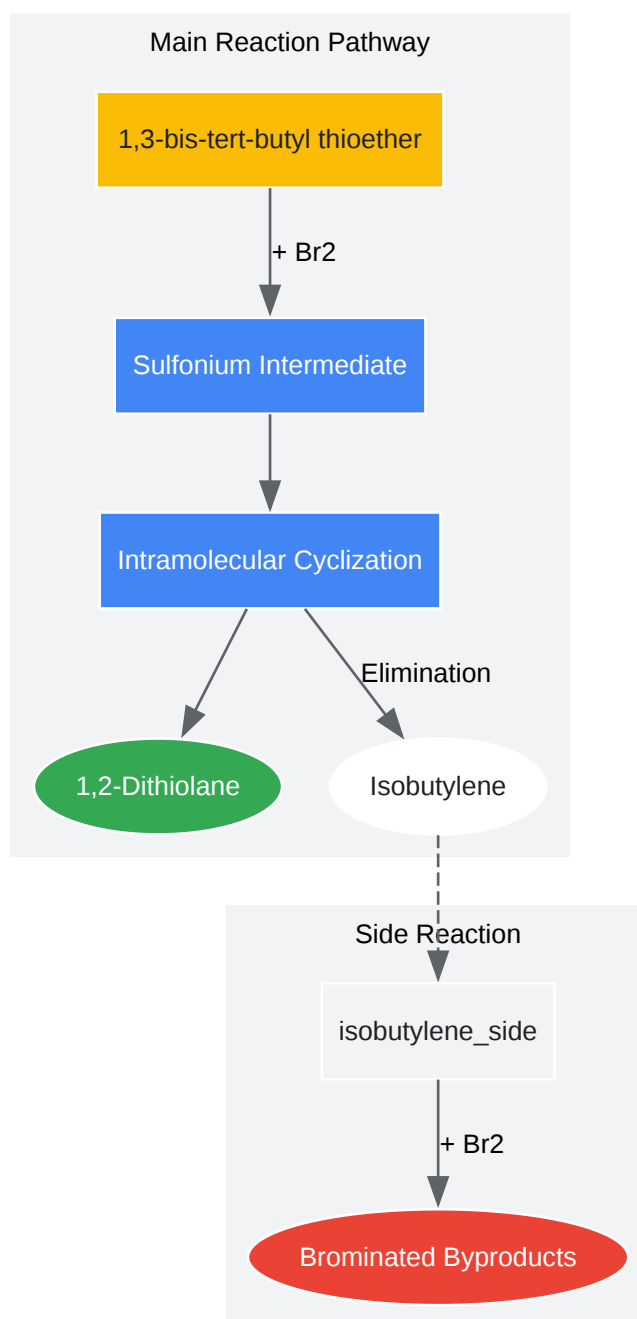 Main Reaction Pathway
1,3-bis-tert-butyl thioether
+ Br2
Sulfonium Intermediate
Intramolecular Cyclization
Elimination
1,2-Dithiolane
Isobutylene
Side Reaction
isobutylene_side
+ Br2
Brominated Byproducts